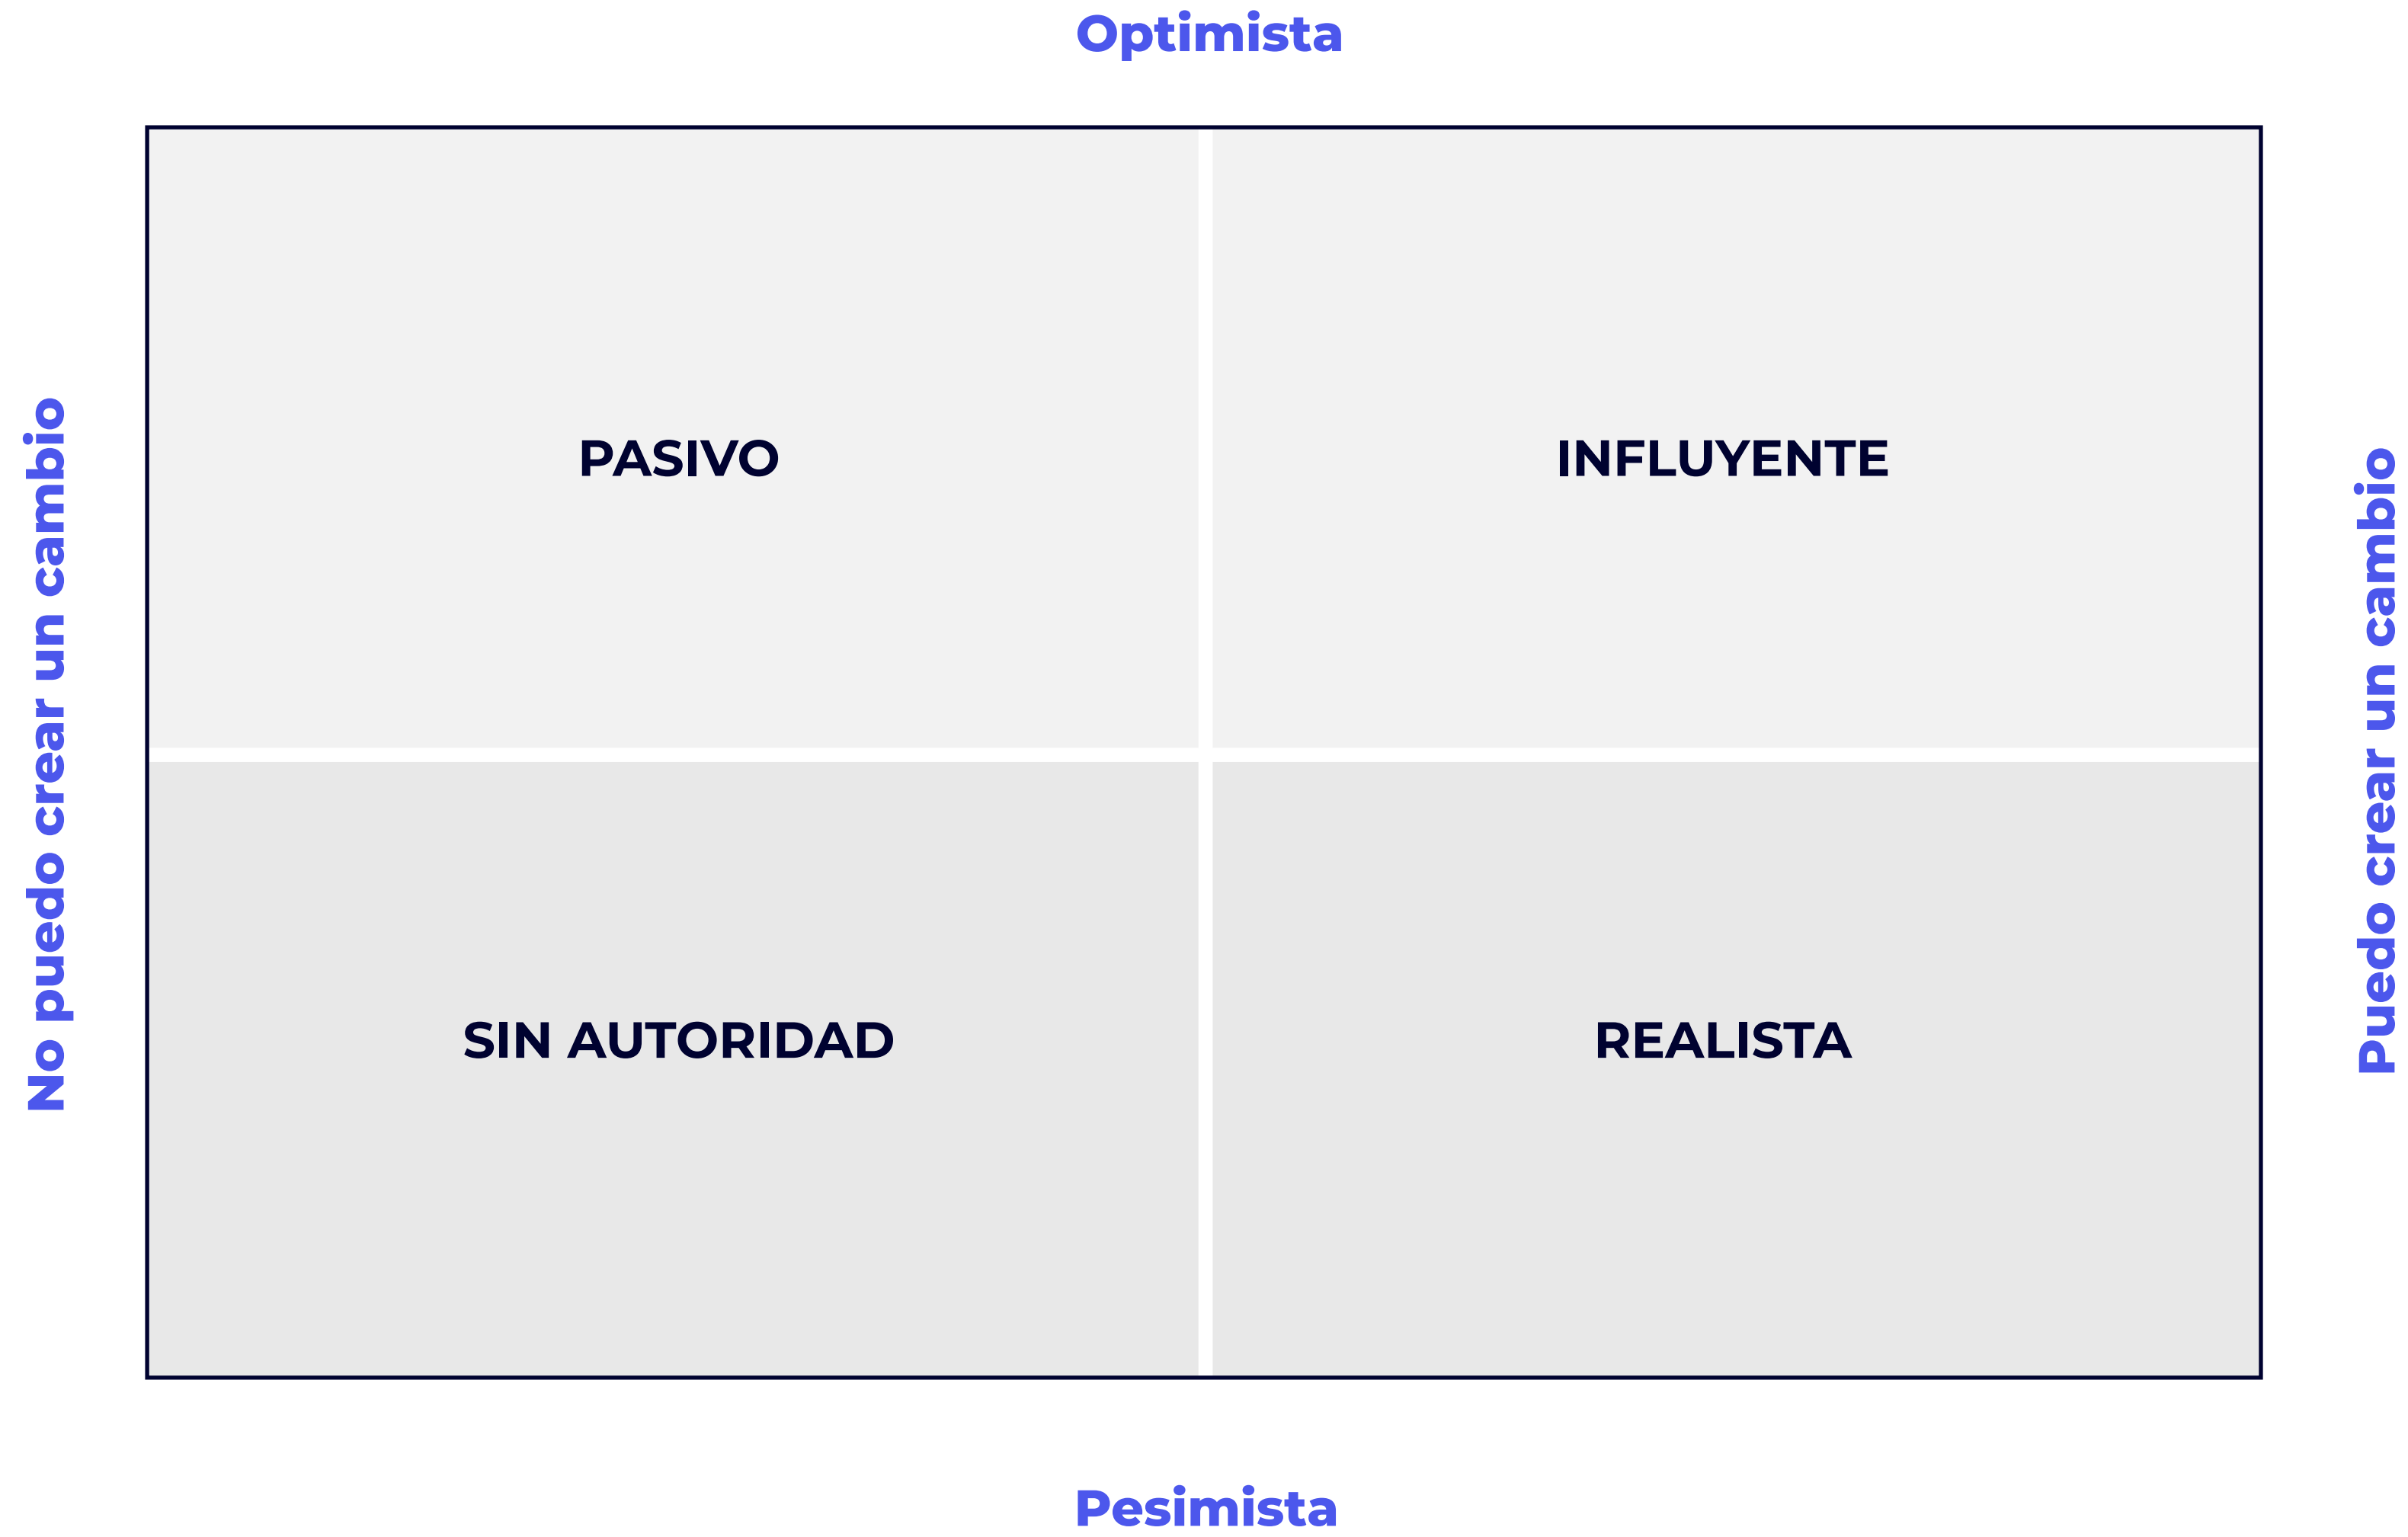 Optimista
No puedo crear un cambio
PASIVO
INFLUYENTE
Puedo crear un cambio
SIN AUTORIDAD
REALISTA
Pesimista